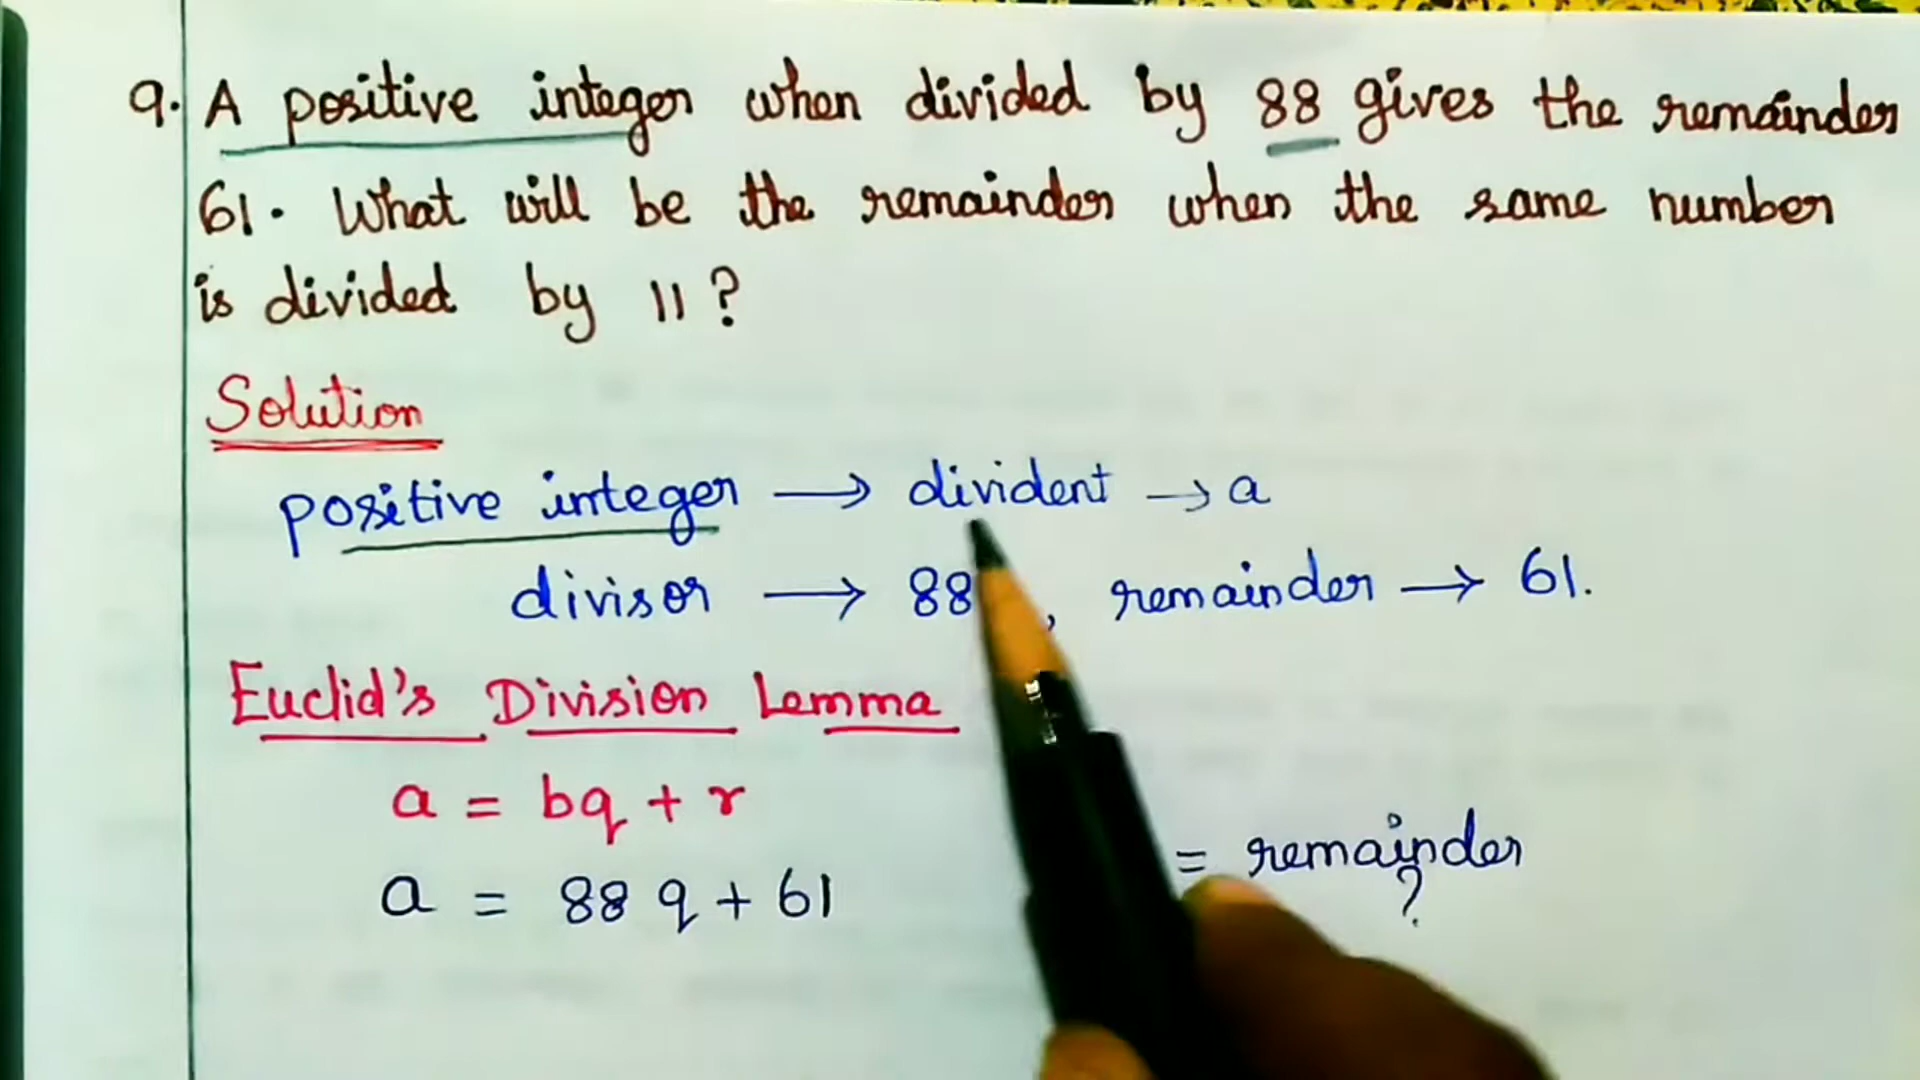 9. A positive integer when divided by 88 gives the remainder
61. What will be the remainder when the same number
is divided by 11?
Solution
positive integer → divident → a
divisor → 88 , remainder → 61.
Euclid's Division Lemma
a = bq + r
= remainder
?
a = 88 q + 61